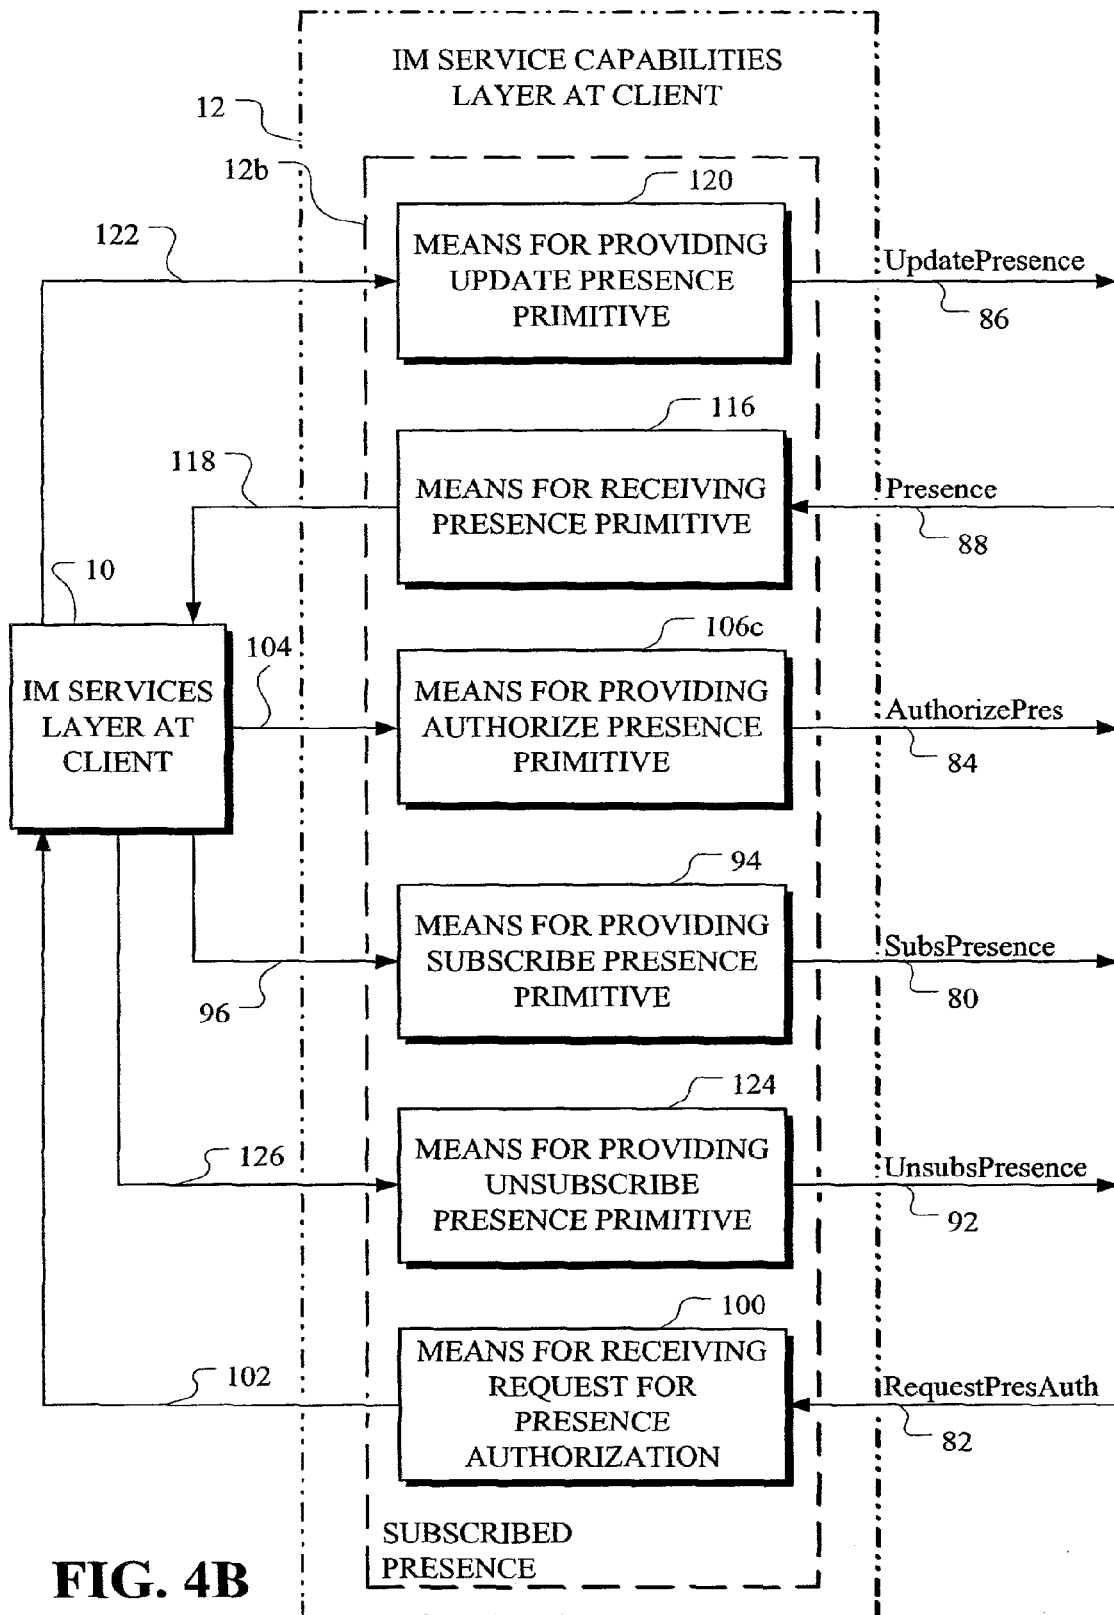 IM SERVICE CAPABILITIES
LAYER AT CLIENT
12
12b
120
122
MEANS FOR PROVIDING
UPDATE PRESENCE
PRIMITIVE
UpdatePresence
86
116
118
MEANS FOR RECEIVING
PRESENCE PRIMITIVE
Presence
88
10
106c
104
IM SERVICES
LAYER AT
CLIENT
MEANS FOR PROVIDING
AUTHORIZE PRESENCE
PRIMITIVE
AuthorizePres
84
94
MEANS FOR PROVIDING
SUBSCRIBE PRESENCE
PRIMITIVE
SubsPresence
80
96
124
126
MEANS FOR PROVIDING
UNSUBSCRIBE
PRESENCE PRIMITIVE
UnsubsPresence
92
100
102
MEANS FOR RECEIVING
REQUEST FOR
PRESENCE
AUTHORIZATION
RequestPresAuth
82
SUBSCRIBED
PRESENCE
FIG. 4B